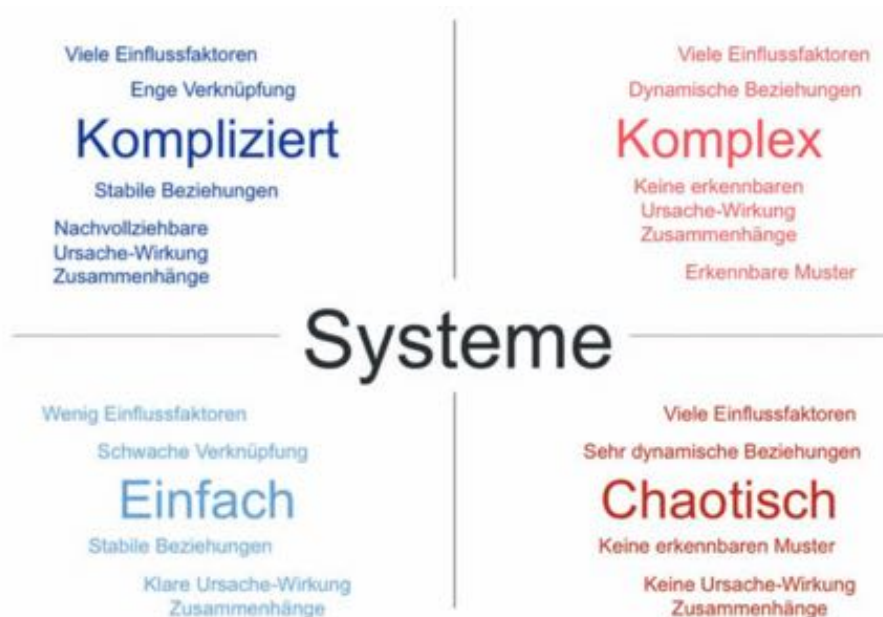 Viele Einflussfaktoren
Enge Verknüpfung
Kompliziert
Stabile Beziehungen
Nachvollziehbare
Ursache-Wirkung
Zusammenhänge
Viele Einflussfaktoren
Dynamische Beziehungen
Komplex
Keine erkennbaren
Ursache-Wirkung
Zusammenhänge
Erkennbare Muster
Systeme
Wenig Einflussfaktoren
Schwache Verknüpfung
Einfach
Stabile Beziehungen
Klare Ursache-Wirkung
Zusammenhänge
Viele Einflussfaktoren
Sehr dynamische Beziehungen
Chaotisch
Keine erkennbaren Muster
Keine Ursache-Wirkung
Zusammenhänge